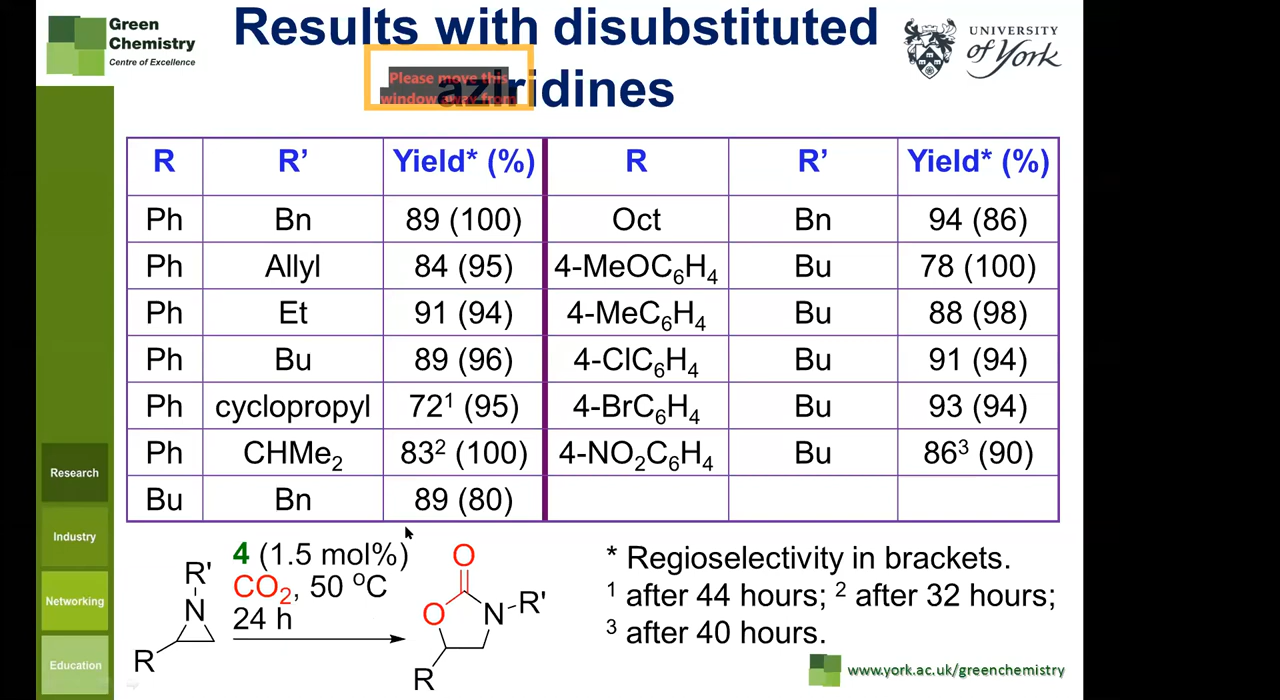 Green
Chemistry
Centre of Excellence
Results with disubstituted
aziridines
Please move this
window away from
UNIVERSITY
of York
R R’ Yield* (%) R R’ Yield* (%)
Ph Bn 89 (100) Oct Bn 94 (86)
Ph Allyl 84 (95) 4-MeOC₆H₄ Bu 78 (100)
Ph Et 91 (94) 4-MeC₆H₄ Bu 88 (98)
Ph Bu 89 (96) 4-ClC₆H₄ Bu 91 (94)
Ph cyclopropyl 72¹ (95) 4-BrC₆H₄ Bu 93 (94)
Ph CHMe₂ 83² (100) 4-NO₂C₆H₄ Bu 86³ (90)
Bu Bn 89 (80)
Research
Industry
Networking
Education
R'
N
R
4 (1.5 mol%)
CO₂, 50 ºC
24 h
O
O
N
R'
R
* Regioselectivity in brackets.
¹ after 44 hours; ² after 32 hours;
³ after 40 hours.
www.york.ac.uk/greenchemistry